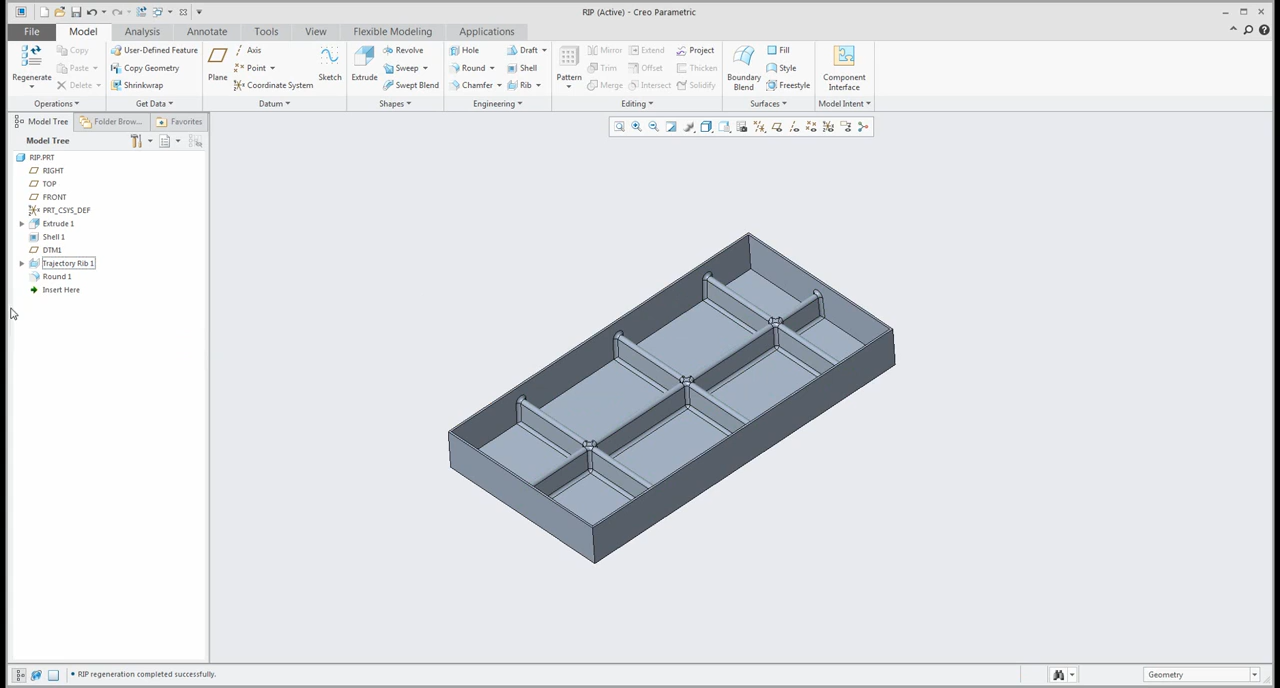 RIP (Active) - Creo Parametric
File Model Analysis Annotate Tools View Flexible Modeling Applications
Regenerate
Copy
Paste
Delete
Operations
User-Defined Feature
Copy Geometry
Shrinkwrap
Get Data
Plane
Axis
Point
Coordinate System
Sketch
Datum
Extrude
Revolve
Sweep
Swept Blend
Shapes
Hole
Round
Chamfer
Draft
Shell
Rib
Engineering
Pattern
Mirror
Trim
Merge
Extend
Offset
Intersect
Project
Thicken
Solidify
Editing
Boundary
Blend
Fill
Style
Freestyle
Surfaces
Component
Interface
Model Intent
Model Tree Folder Brow... Favorites
Model Tree
RIP.PRT
RIGHT
TOP
FRONT
PRT_CSYS_DEF
Extrude 1
Shell 1
DTM1
Trajectory Rib 1
Round 1
Insert Here
• RIP regeneration completed successfully.
Geometry